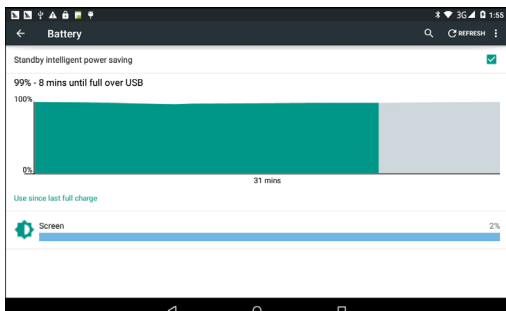 3G 1:55
Battery
REFRESH
Standby intelligent power saving
99% - 8 mins until full over USB
100%
0%
31 mins
Use since last full charge
Screen
2%